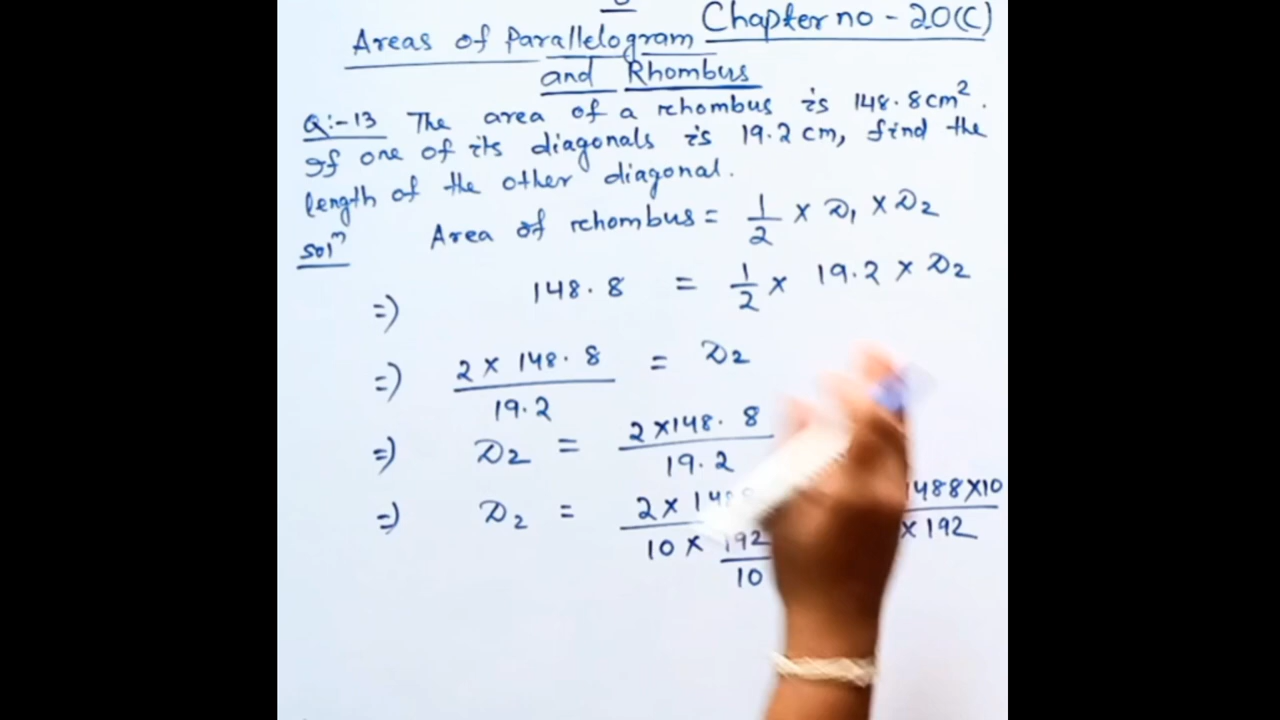 Areas of Parallelogram Chapter no - 20(C)
and Rhombus
Q:-13 The area of a rhombus is 148.8cm².
If one of its diagonals is 19.2 cm, find the
length of the other diagonal.
Solⁿ Area of rhombus = 1/2 × D₁ × D₂
=) 148.8 = 1/2 × 19.2 × D₂
=) 2 × 148.8 / 19.2 = D₂
=) D₂ = 2 × 148.8 / 19.2
=) D₂ = 2 × 1488 / 10 × 192/10 1488×10 / × 192